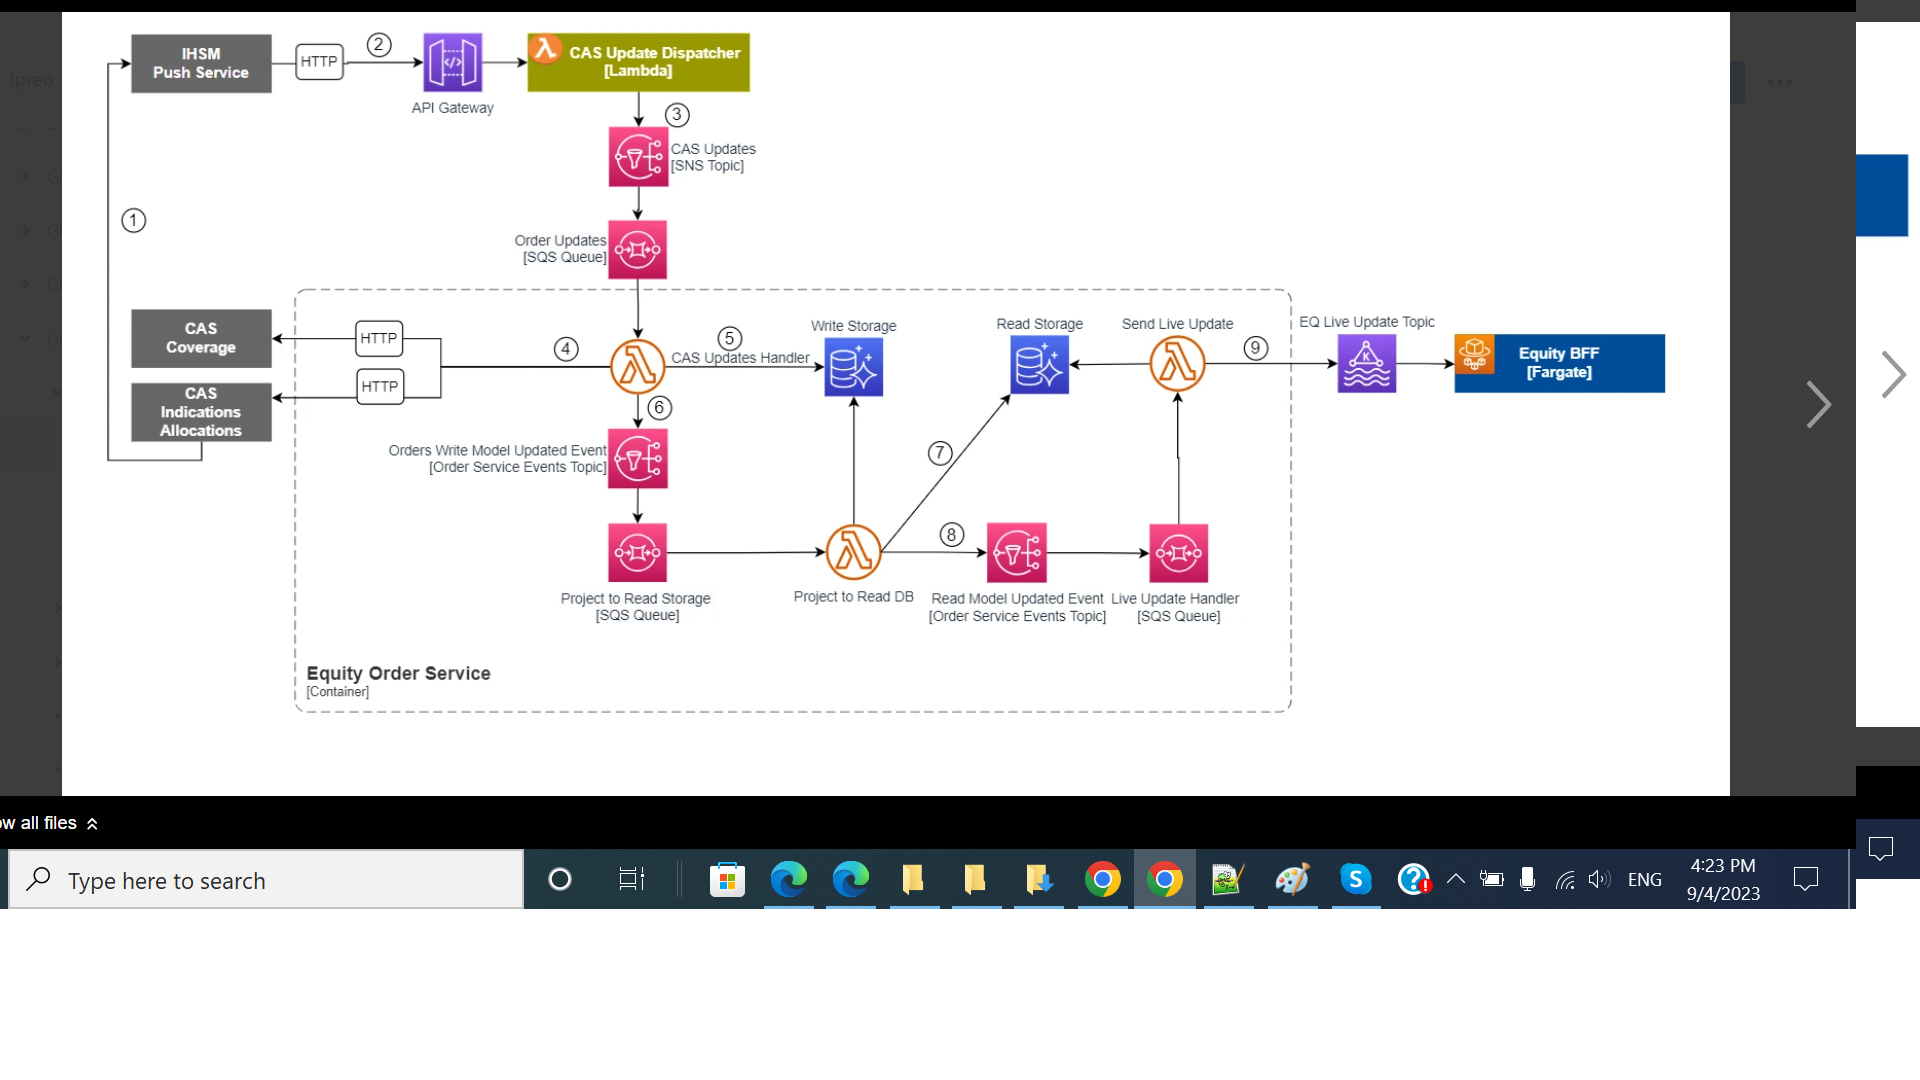 IHSM
Push Service
HTTP
2
API Gateway
CAS Update Dispatcher
[Lambda]
Ipreo
3
CAS Updates
[SNS Topic]
1
Order Updates
[SQS Queue]
CAS
Coverage
HTTP
4
5
CAS Updates Handler
Write Storage
Read Storage
Send Live Update
9
EQ Live Update Topic
Equity BFF
[Fargate]
CAS
Indications
Allocations
HTTP
6
Orders Write Model Updated Event
[Order Service Events Topic]
7
8
Project to Read Storage
[SQS Queue]
Project to Read DB
Read Model Updated Event
[Order Service Events Topic]
Live Update Handler
[SQS Queue]
Equity Order Service
[Container]
ow all files
Type here to search
ENG
4:23 PM
9/4/2023